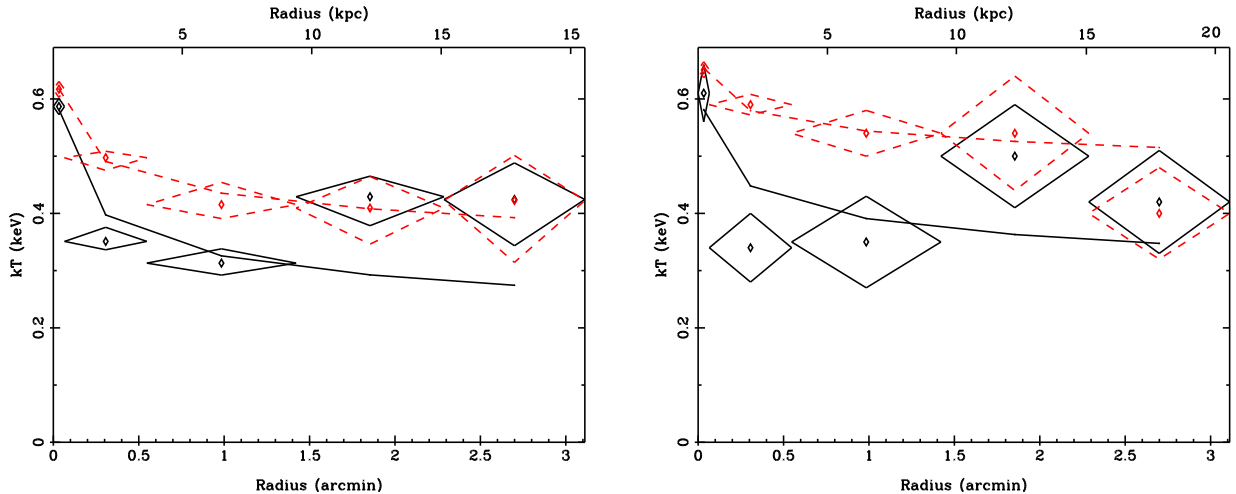 Radius (kpc)
5 10 15 15
kT (keV)
0 0.2 0.4 0.6
0 0.5 1 1.5 2 2.5 3
Radius (arcmin)
Radius (kpc)
5 10 15 20
kT (keV)
0 0.2 0.4 0.6
0 0.5 1 1.5 2 2.5 3
Radius (arcmin)